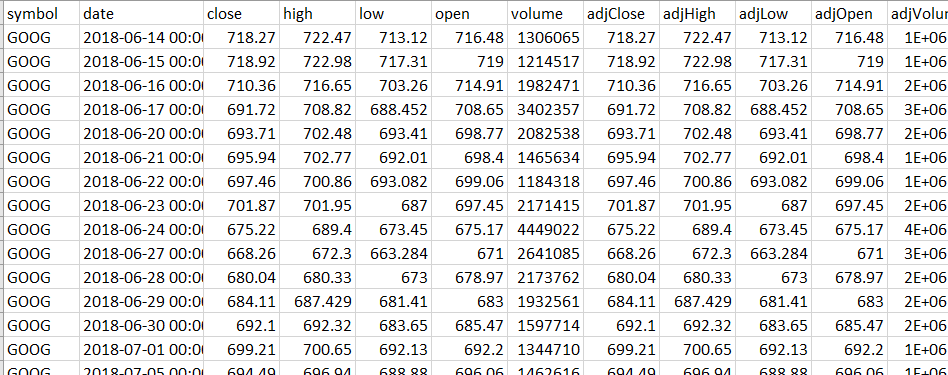 symbol date close high low open volume adjClose adjHigh adjLow adjOpen adjVolu
GOOG 2018-06-14 00:0 718.27 722.47 713.12 716.48 1306065 718.27 722.47 713.12 716.48 1E+06
GOOG 2018-06-15 00:0 718.92 722.98 717.31 719 1214517 718.92 722.98 717.31 719 1E+06
GOOG 2018-06-16 00:0 710.36 716.65 703.26 714.91 1982471 710.36 716.65 703.26 714.91 2E+06
GOOG 2018-06-17 00:0 691.72 708.82 688.452 708.65 3402357 691.72 708.82 688.452 708.65 3E+06
GOOG 2018-06-20 00:0 693.71 702.48 693.41 698.77 2082538 693.71 702.48 693.41 698.77 2E+06
GOOG 2018-06-21 00:0 695.94 702.77 692.01 698.4 1465634 695.94 702.77 692.01 698.4 1E+06
GOOG 2018-06-22 00:0 697.46 700.86 693.082 699.06 1184318 697.46 700.86 693.082 699.06 1E+06
GOOG 2018-06-23 00:0 701.87 701.95 687 697.45 2171415 701.87 701.95 687 697.45 2E+06
GOOG 2018-06-24 00:0 675.22 689.4 673.45 675.17 4449022 675.22 689.4 673.45 675.17 4E+06
GOOG 2018-06-27 00:0 668.26 672.3 663.284 671 2641085 668.26 672.3 663.284 671 3E+06
GOOG 2018-06-28 00:0 680.04 680.33 673 678.97 2173762 680.04 680.33 673 678.97 2E+06
GOOG 2018-06-29 00:0 684.11 687.429 681.41 683 1932561 684.11 687.429 681.41 683 2E+06
GOOG 2018-06-30 00:0 692.1 692.32 683.65 685.47 1597714 692.1 692.32 683.65 685.47 2E+06
GOOG 2018-07-01 00:0 699.21 700.65 692.13 692.2 1344710 699.21 700.65 692.13 692.2 1E+06
GOOG 2018-07-05 00:0 694.49 696.94 688.88 696.06 1462616 694.49 696.94 688.88 696.06 1E+06